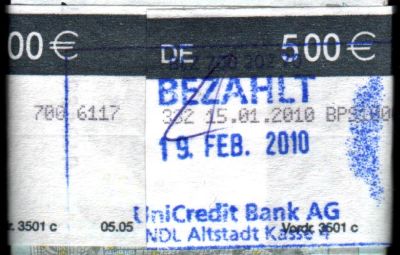 00 € DE 500 €
BEZAHLT
700 6117 332 15.01.2010
19. FEB. 2010
3501 c 05.05 Vordr. 3501 c
UniCredit Bank AG
NDL Altstadt Kasse 4